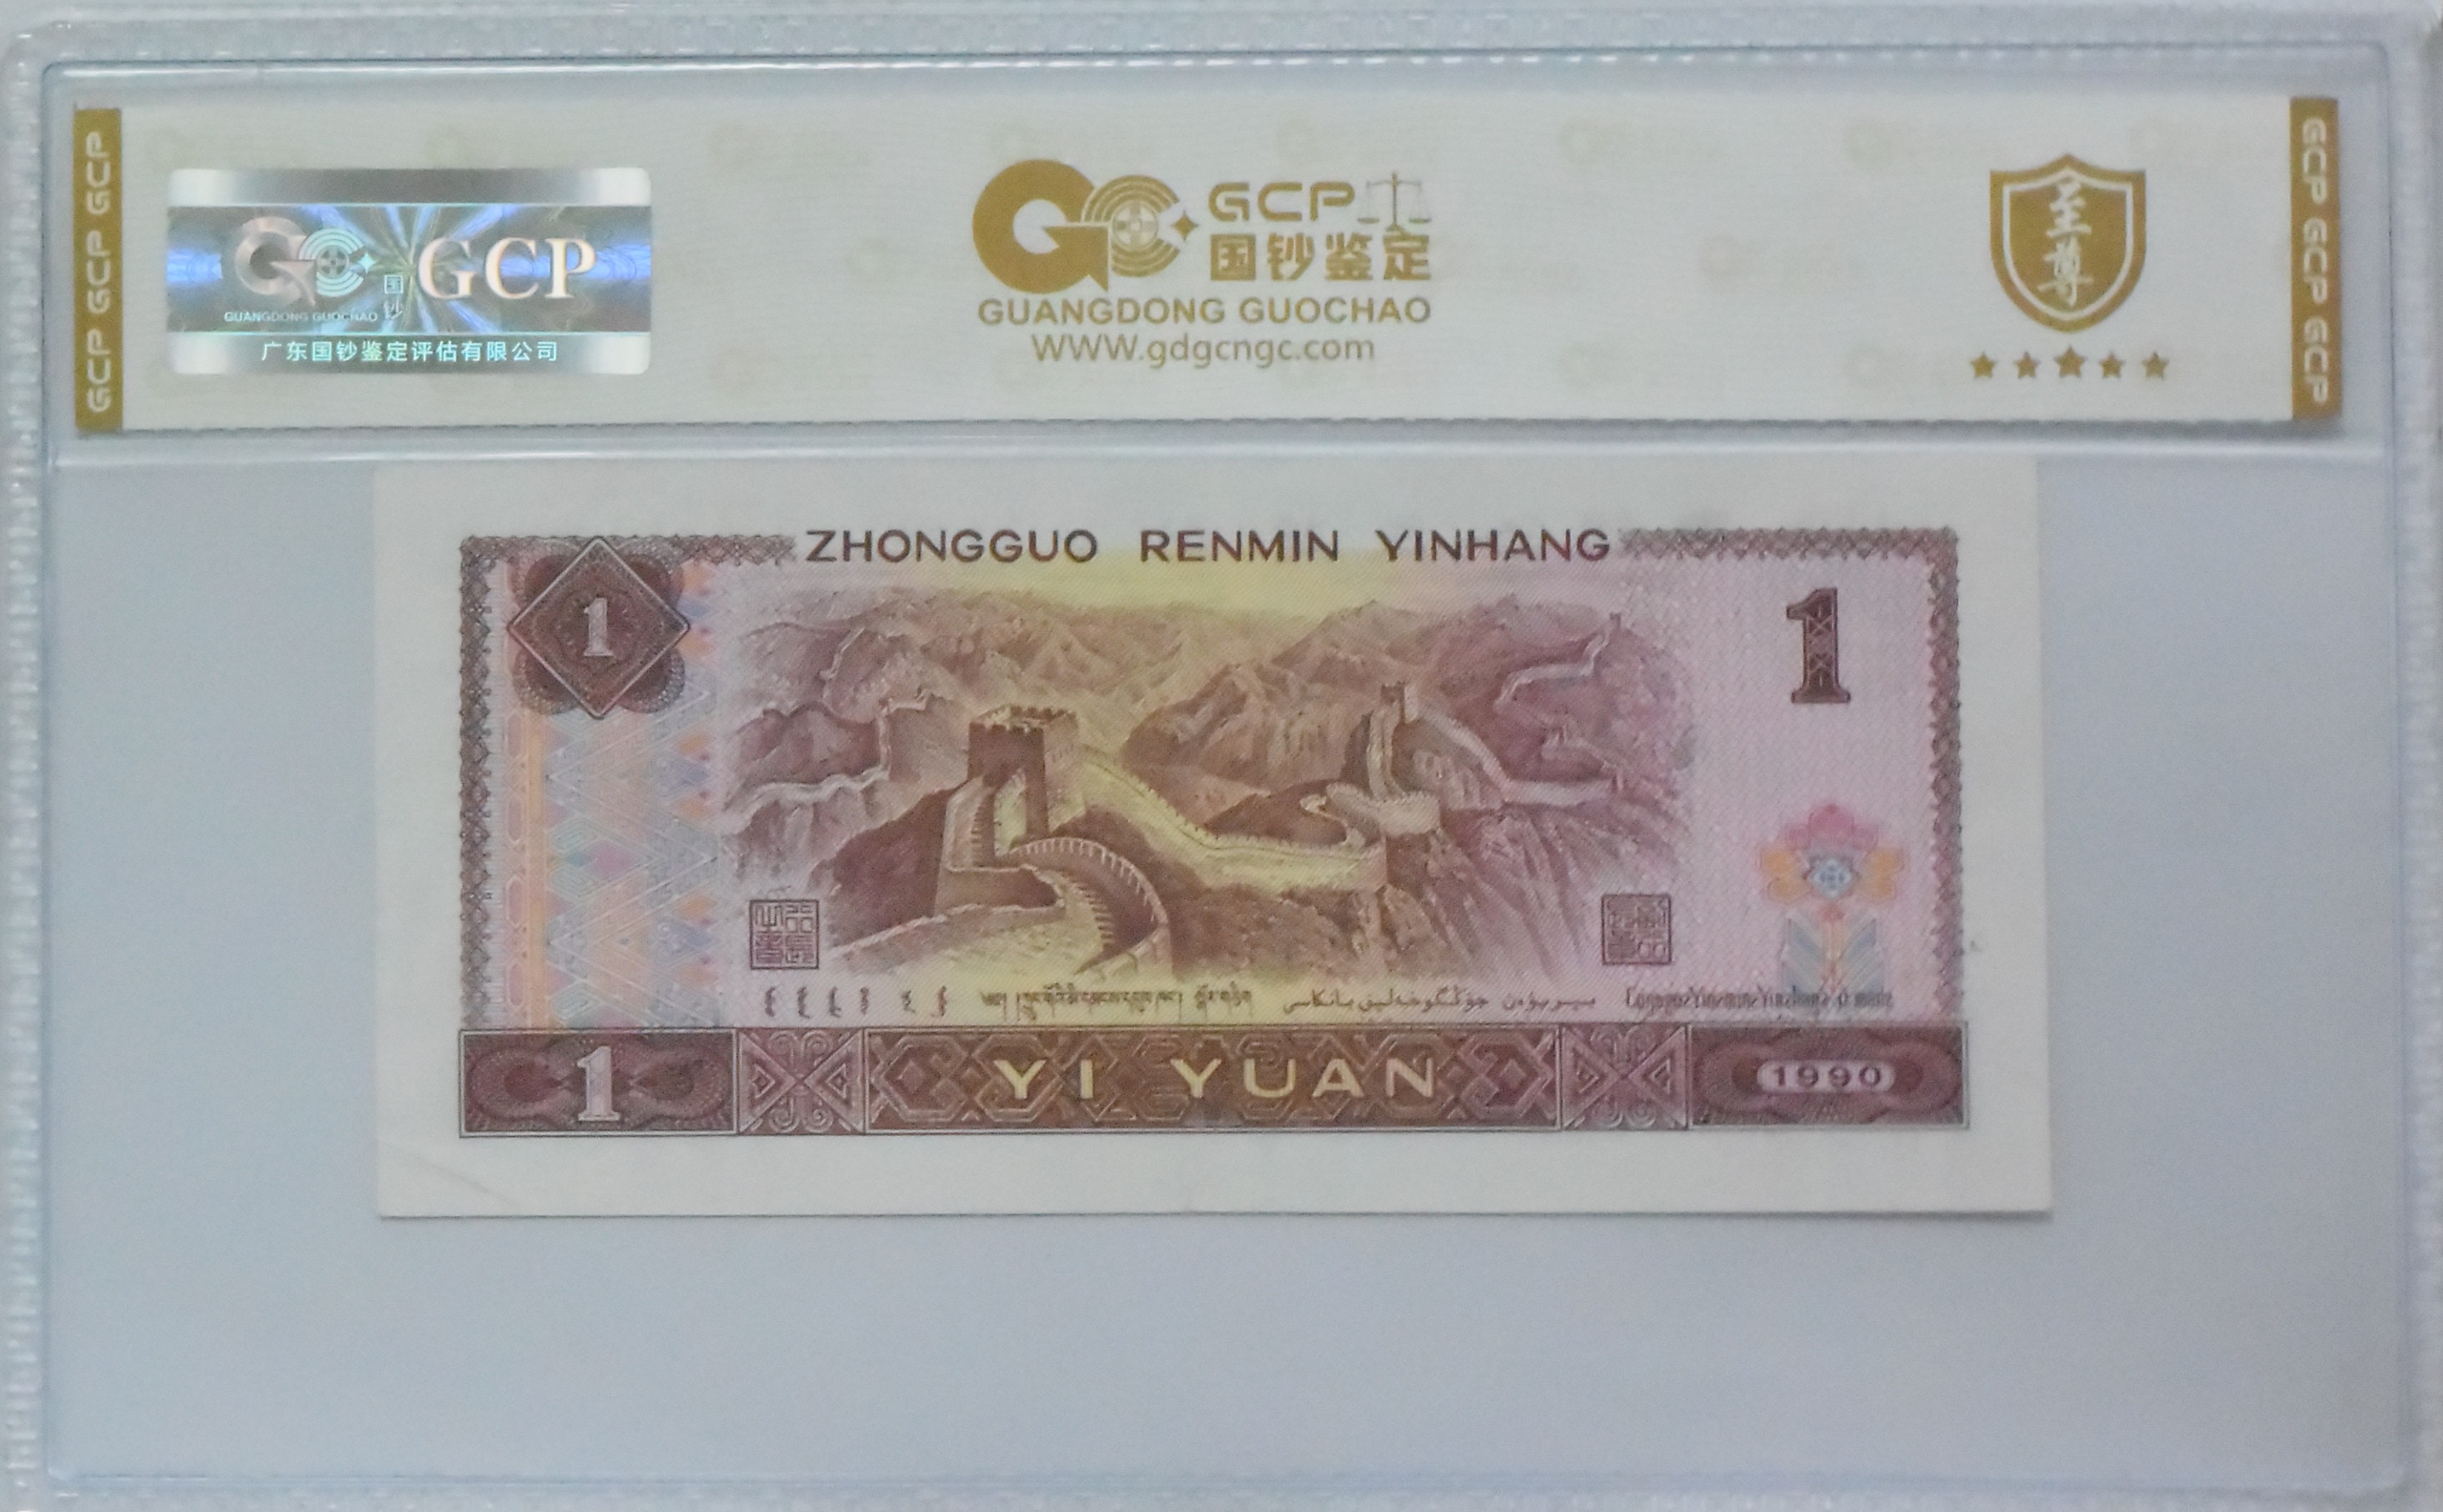 GCP GCP GCP
国钞
GCP
GUANGDONG GUOCHAO
广东国钞鉴定评估有限公司
GCP
国钞鉴定
GUANGDONG GUOCHAO
WWW.gdgcngc.com
至尊
GCP GCP GCP
ZHONGGUO RENMIN YINHANG
1
1
1
YI YUAN
1990